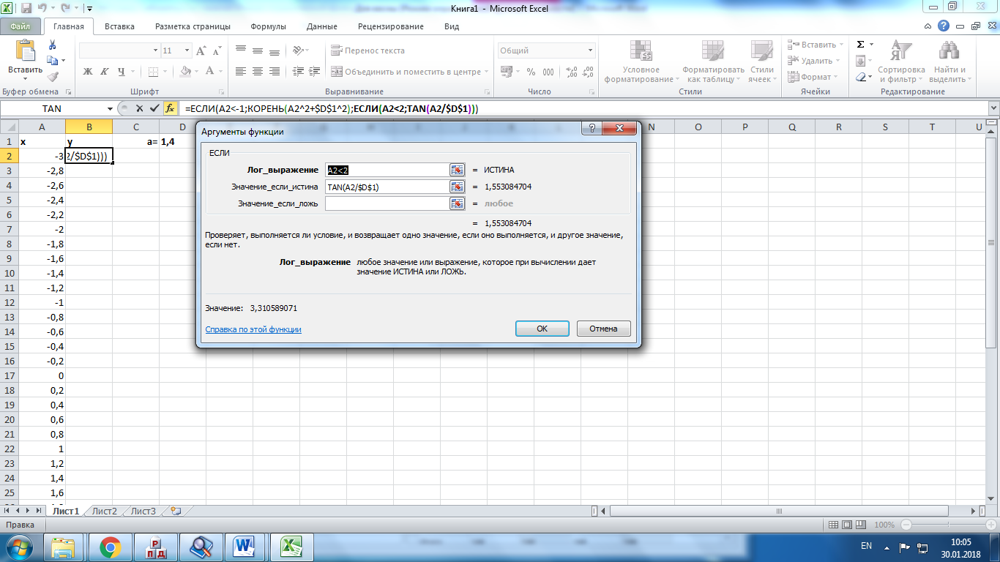 Книга1 - Microsoft Excel
Файл Главная Вставка Разметка страницы Формулы Данные Рецензирование Вид
11 Перенос текста Общий Вставить Удалить Формат
Вставить Ж К Ч Объединить и поместить в центре % 000 Условное форматирование Форматировать как таблицу Стили ячеек Сортировка и фильтр Найти и выделить
Буфер обмена Шрифт Выравнивание Число Стили Ячейки Редактирование
TAN =ЕСЛИ(A2<-1;КОРЕНЬ(A2^2+$D$1^2);ЕСЛИ(A2<2;TAN(A2/$D$1)))
A B C D N O P Q R S T U
1 x y a= 1,4
2 -3 2/$D$1)))
3 -2,8
4 -2,6
5 -2,4
6 -2,2
7 -2
8 -1,8
9 -1,6
10 -1,4
11 -1,2
12 -1
13 -0,8
14 -0,6
15 -0,4
16 -0,2
17 0
18 0,2
19 0,4
20 0,6
21 0,8
22 1
23 1,2
24 1,4
25 1,6
Аргументы функции
ЕСЛИ
Лог_выражение A2<2 = ИСТИНА
Значение_если_истина TAN(A2/$D$1) = 1,553084704
Значение_если_ложь = любое
= 1,553084704
Проверяет, выполняется ли условие, и возвращает одно значение, если оно выполняется, и другое значение,
если нет.
Лог_выражение любое значение или выражение, которое при вычислении дает
значение ИСТИНА или ЛОЖЬ.
Значение: 3,310589071
Справка по этой функции OK Отмена
Лист1 Лист2 Лист3
Правка 100%
EN 10:05
30.01.2018